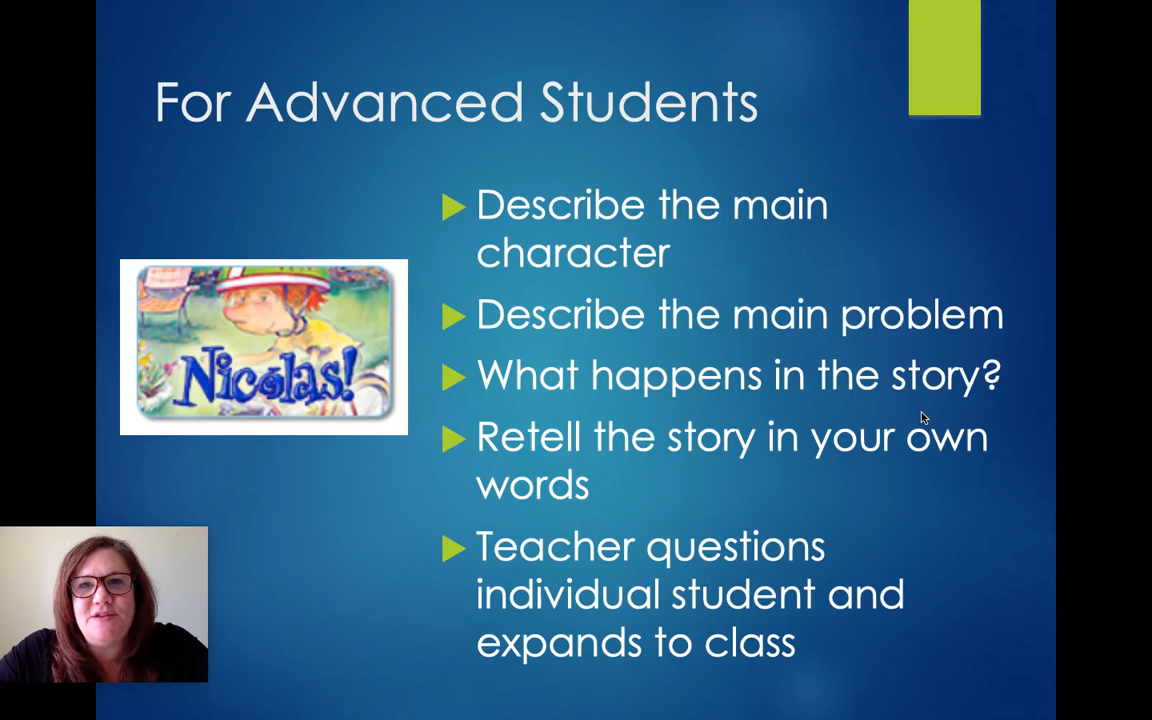 For Advanced Students
Describe the main
character
Describe the main problem
What happens in the story?
Retell the story in your own
words
Teacher questions
individual student and
expands to class
Nicolas!